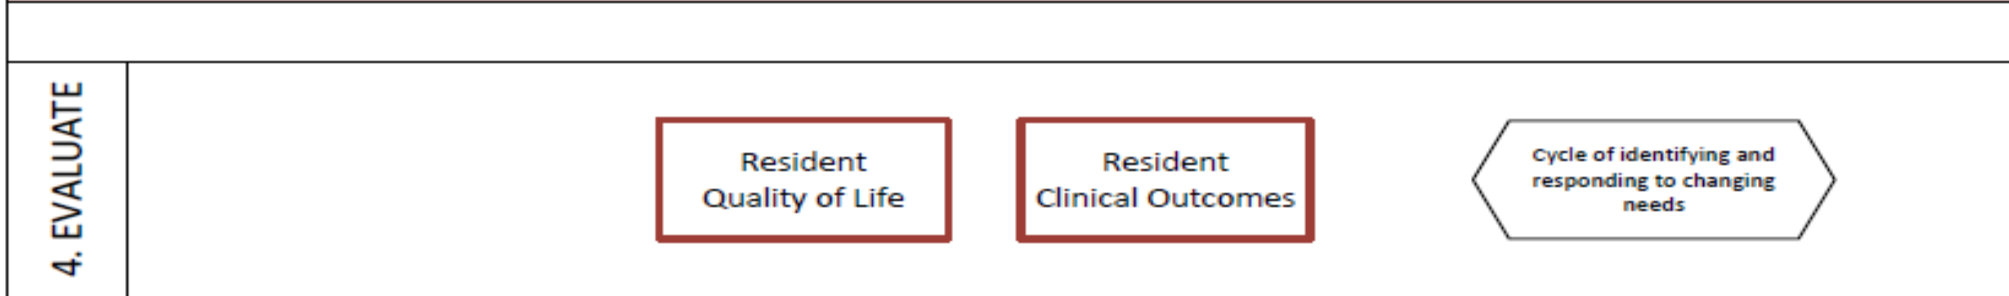 4. EVALUATE
Resident
Quality of Life
Resident
Clinical Outcomes
Cycle of identifying and
responding to changing
needs